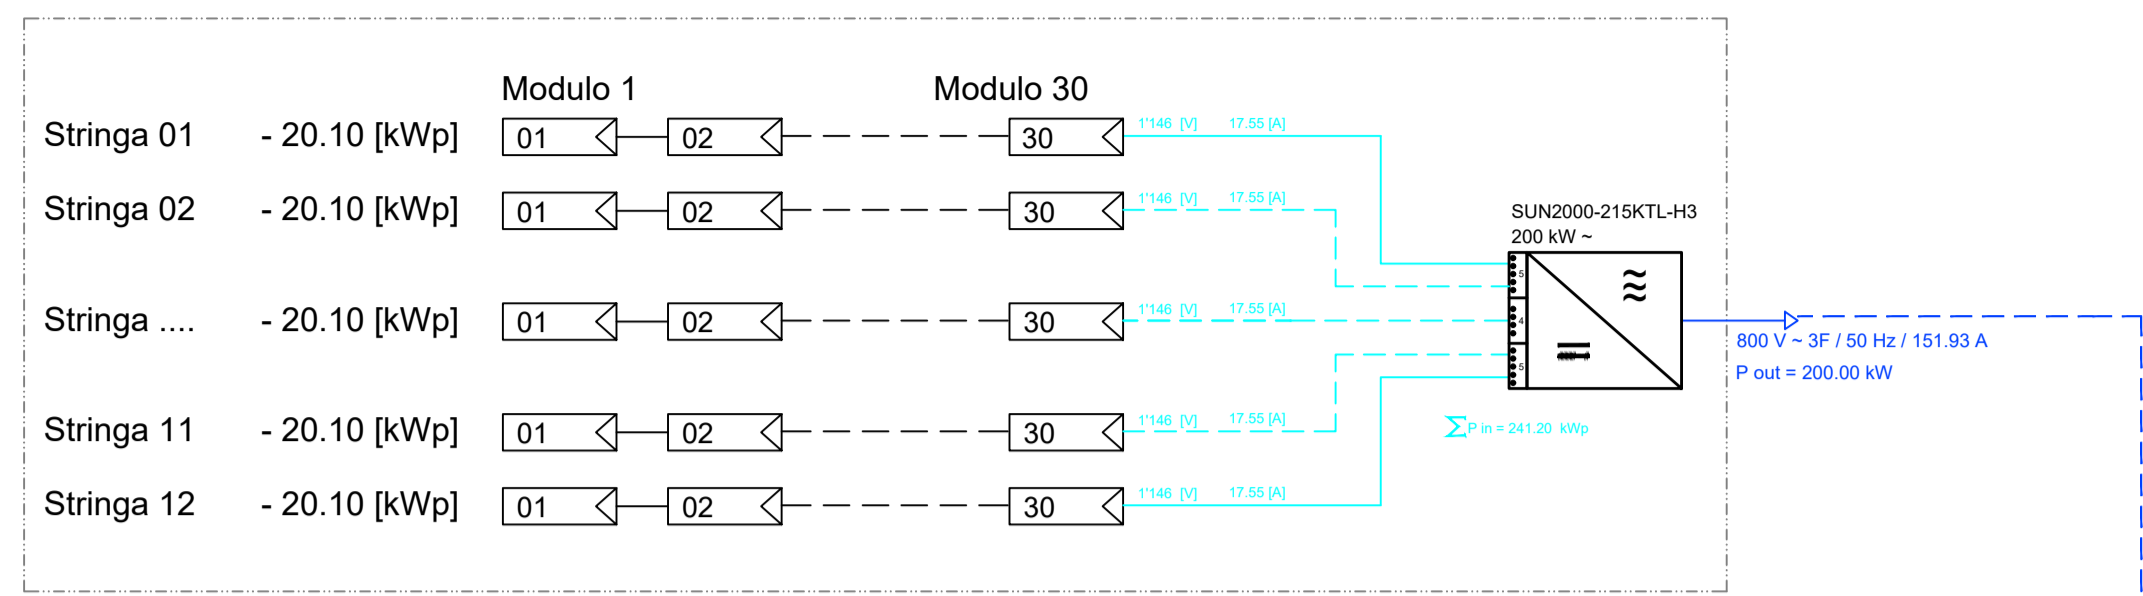 Modulo 1 Modulo 30
Stringa 01 - 20.10 [kWp] 01 02 30 1'146 [V] 17.55 [A]
Stringa 02 - 20.10 [kWp] 01 02 30 1'146 [V] 17.55 [A]
SUN2000-215KTL-H3
200 kW ~
5
Stringa .... - 20.10 [kWp] 01 02 30 1'146 [V] 17.55 [A]
4
800 V ~ 3F / 50 Hz / 151.93 A
5
P out = 200.00 kW
Stringa 11 - 20.10 [kWp] 01 02 30 1'146 [V] 17.55 [A]
∑ P in = 241.20 kWp
Stringa 12 - 20.10 [kWp] 01 02 30 1'146 [V] 17.55 [A]